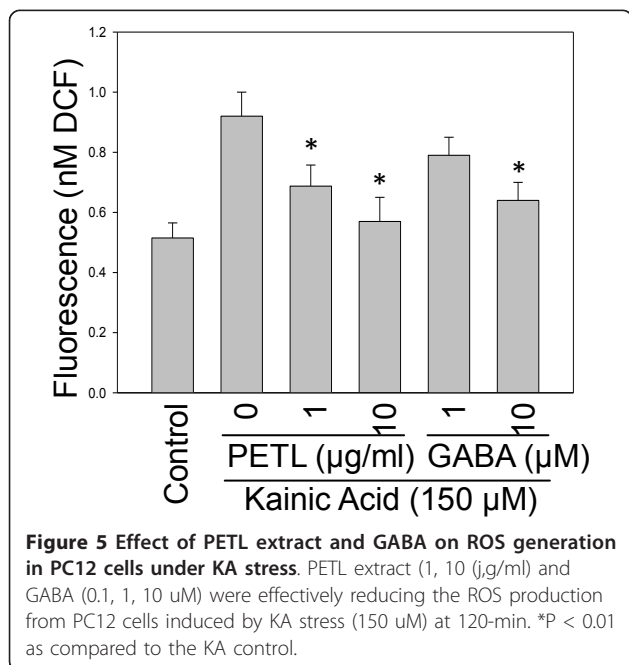 1.2
1.0
0.8
0.6
0.4
0.2
0.0
Fluorescence (nM DCF)
*
*
*
Control
0
1
10
1
10
PETL (µg/ml) GABA (µM)
Kainic Acid (150 µM)
Figure 5 Effect of PETL extract and GABA on ROS generation
in PC12 cells under KA stress. PETL extract (1, 10 (j,g/ml) and
GABA (0.1, 1, 10 uM) were effectively reducing the ROS production
from PC12 cells induced by KA stress (150 uM) at 120-min. *P < 0.01
as compared to the KA control.